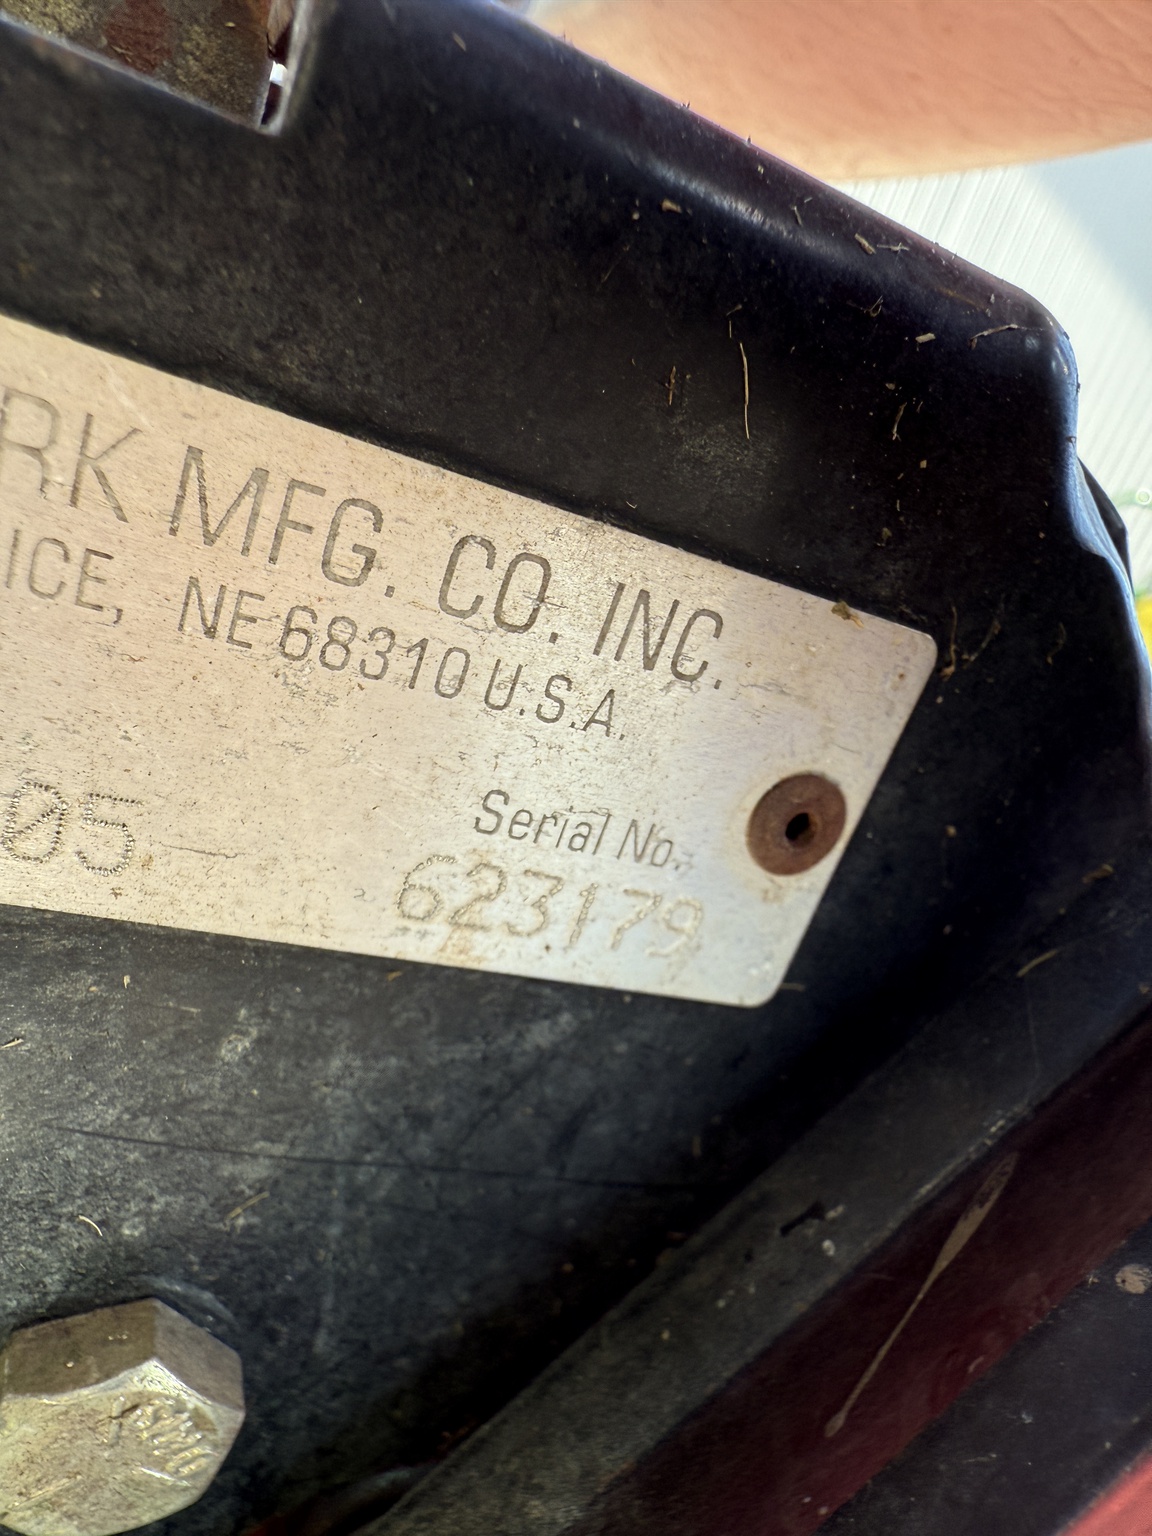 RK MFG. CO. INC.
ICE, NE 68310 U.S.A.
Serial No.
05 623179